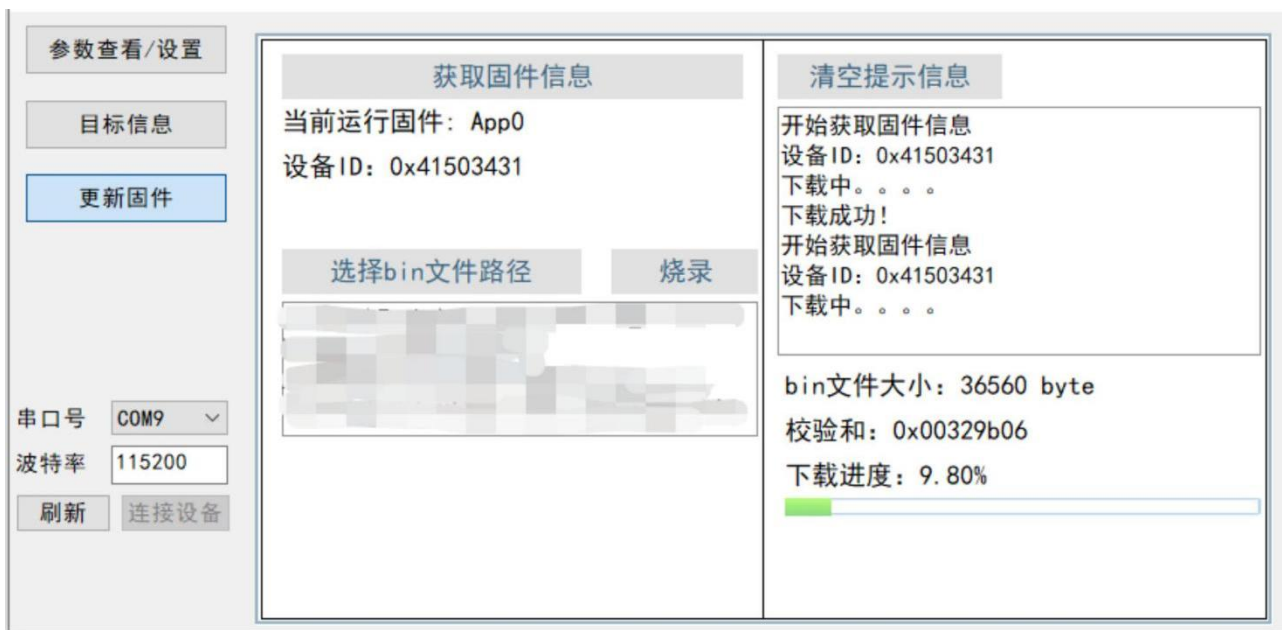 参数查看/设置
目标信息
更新固件
串口号 COM9
波特率 115200
刷新 连接设备
获取固件信息
当前运行固件: App0
设备ID: 0x41503431
选择bin文件路径 烧录
清空提示信息
开始获取固件信息
设备ID: 0x41503431
下载中。。。。
下载成功!
开始获取固件信息
设备ID: 0x41503431
下载中。。。。
bin文件大小: 36560 byte
校验和: 0x00329b06
下载进度: 9.80%